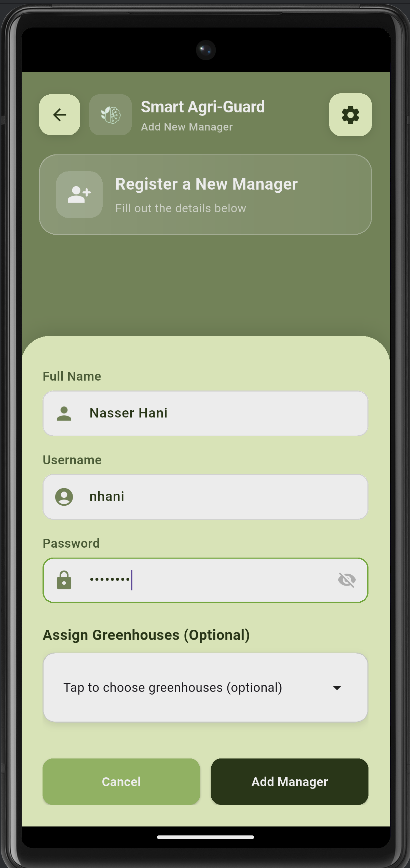 Smart Agri-Guard
Add New Manager
Register a New Manager
Fill out the details below
Full Name
Nasser Hani
Username
nhani
Password
••••••••
Assign Greenhouses (Optional)
Tap to choose greenhouses (optional)
Cancel
Add Manager